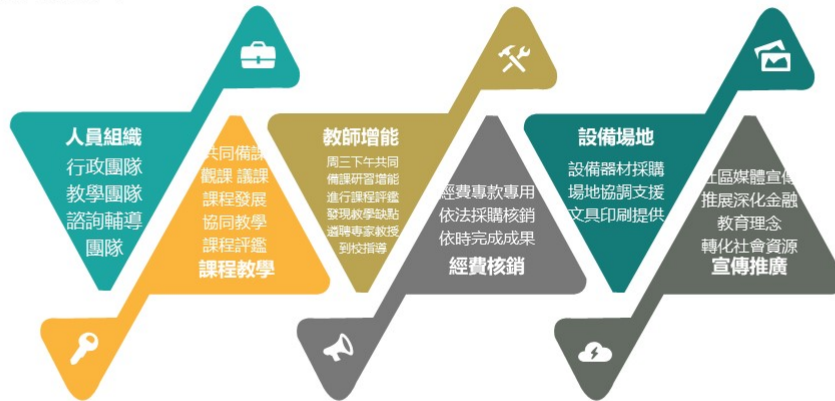 人員組織
行政團隊
教學團隊
諮詢輔導
團隊
共同備課
觀課 議課
課程發展
協同教學
課程評鑑
課程教學
教師增能
周三下午共同
備課研習增能
進行課程評鑑
發現教學缺點
遴聘專家教授
到校指導
經費專款專用
依法採購核銷
依時完成成果
經費核銷
設備場地
設備器材採購
場地協調支援
文具印刷提供
社區媒體宣傳
推展深化金融
教育理念
轉化社會資源
宣傳推廣